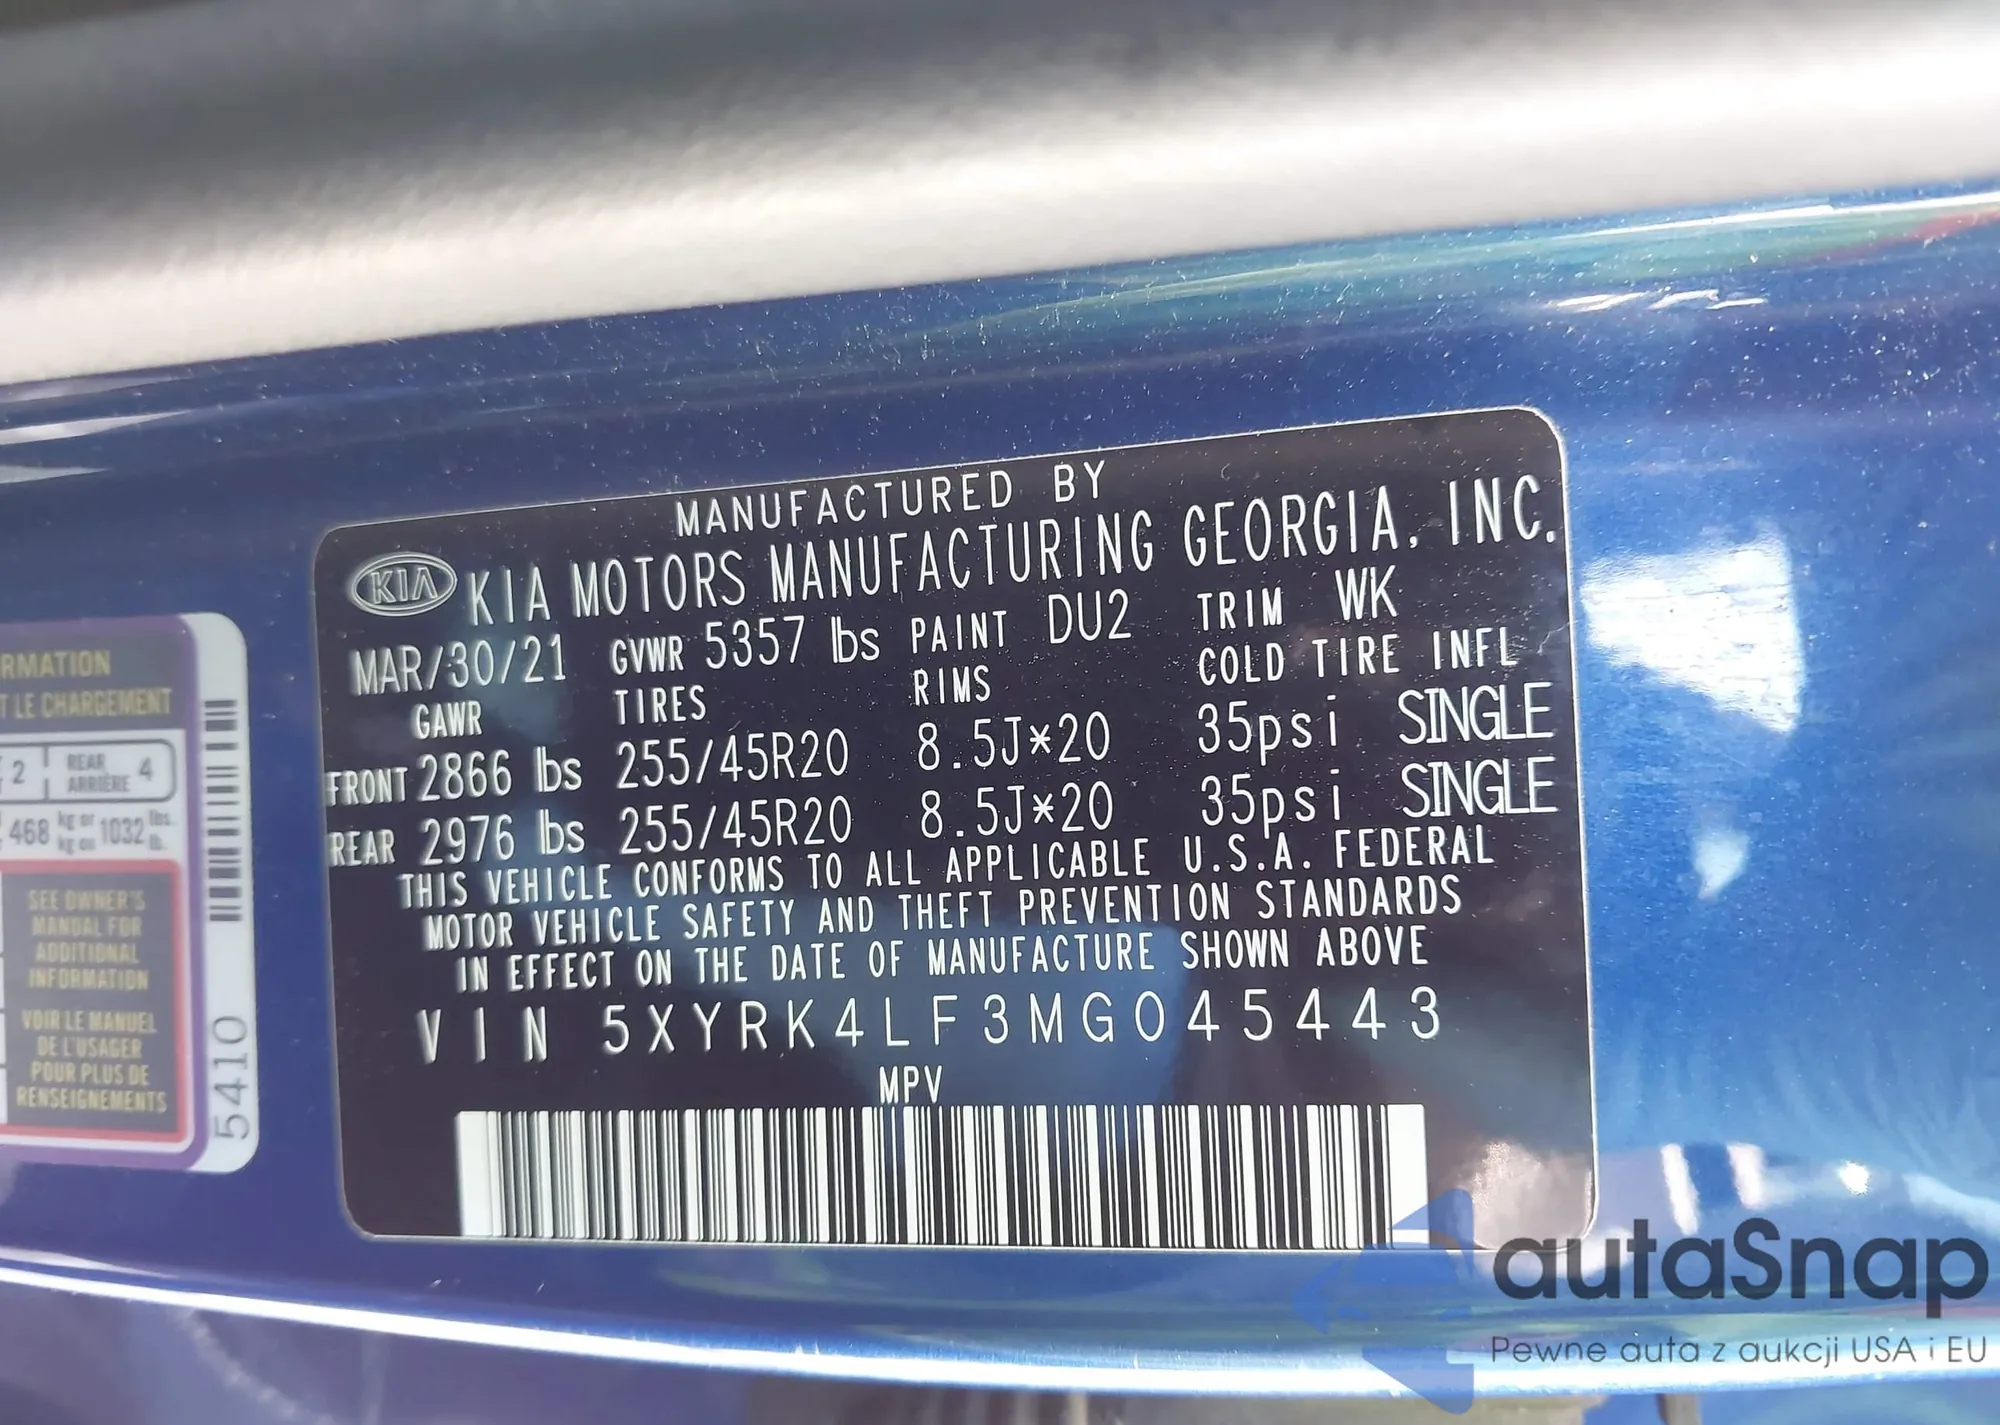 MANUFACTURED BY
KIA KIA MOTORS MANUFACTURING GEORGIA, INC.
MAR/30/21 GVWR 5357 lbs PAINT DU2 TRIM WK
GAWR TIRES RIMS COLD TIRE INFL
FRONT 2866 lbs 255/45R20 8.5J*20 35psi SINGLE
REAR 2976 lbs 255/45R20 8.5J*20 35psi SINGLE
THIS VEHICLE CONFORMS TO ALL APPLICABLE U.S.A. FEDERAL
MOTOR VEHICLE SAFETY AND THEFT PREVENTION STANDARDS
IN EFFECT ON THE DATE OF MANUFACTURE SHOWN ABOVE
VIN 5XYRK4LF3MG045443
MPV
RMATION
T LE CHARGEMENT
2 REAR ARRIÈRE 4
468 kg or kg ou 1032 lbs. lb.
SEE OWNER'S
MANUAL FOR
ADDITIONAL
INFORMATION
VOIR LE MANUEL
DE L'USAGER
POUR PLUS DE
RENSEIGNEMENTS
5410
autaSnap
Pewne auta z aukcji USA i EU